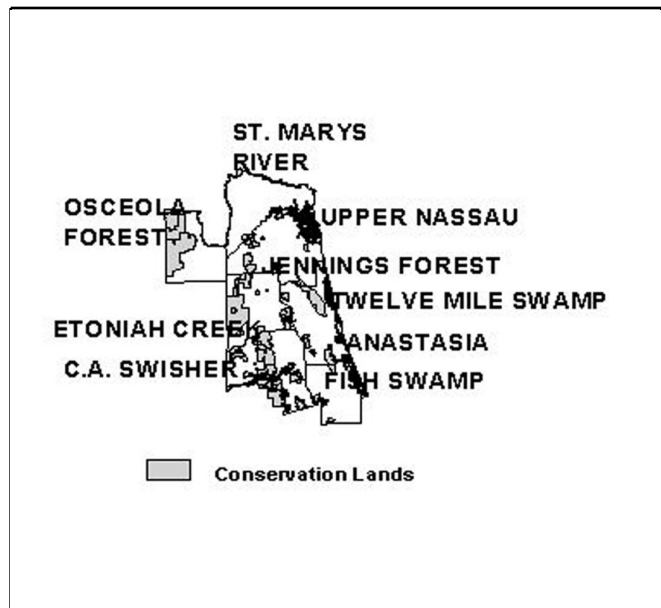 ST. MARYS
RIVER
OSCEOLA
FOREST
UPPER NASSAU
JENNINGS FOREST
TWELVE MILE SWAMP
ETONIAH CREEK
ANASTASIA
C.A. SWISHER
FISH SWAMP
Conservation Lands